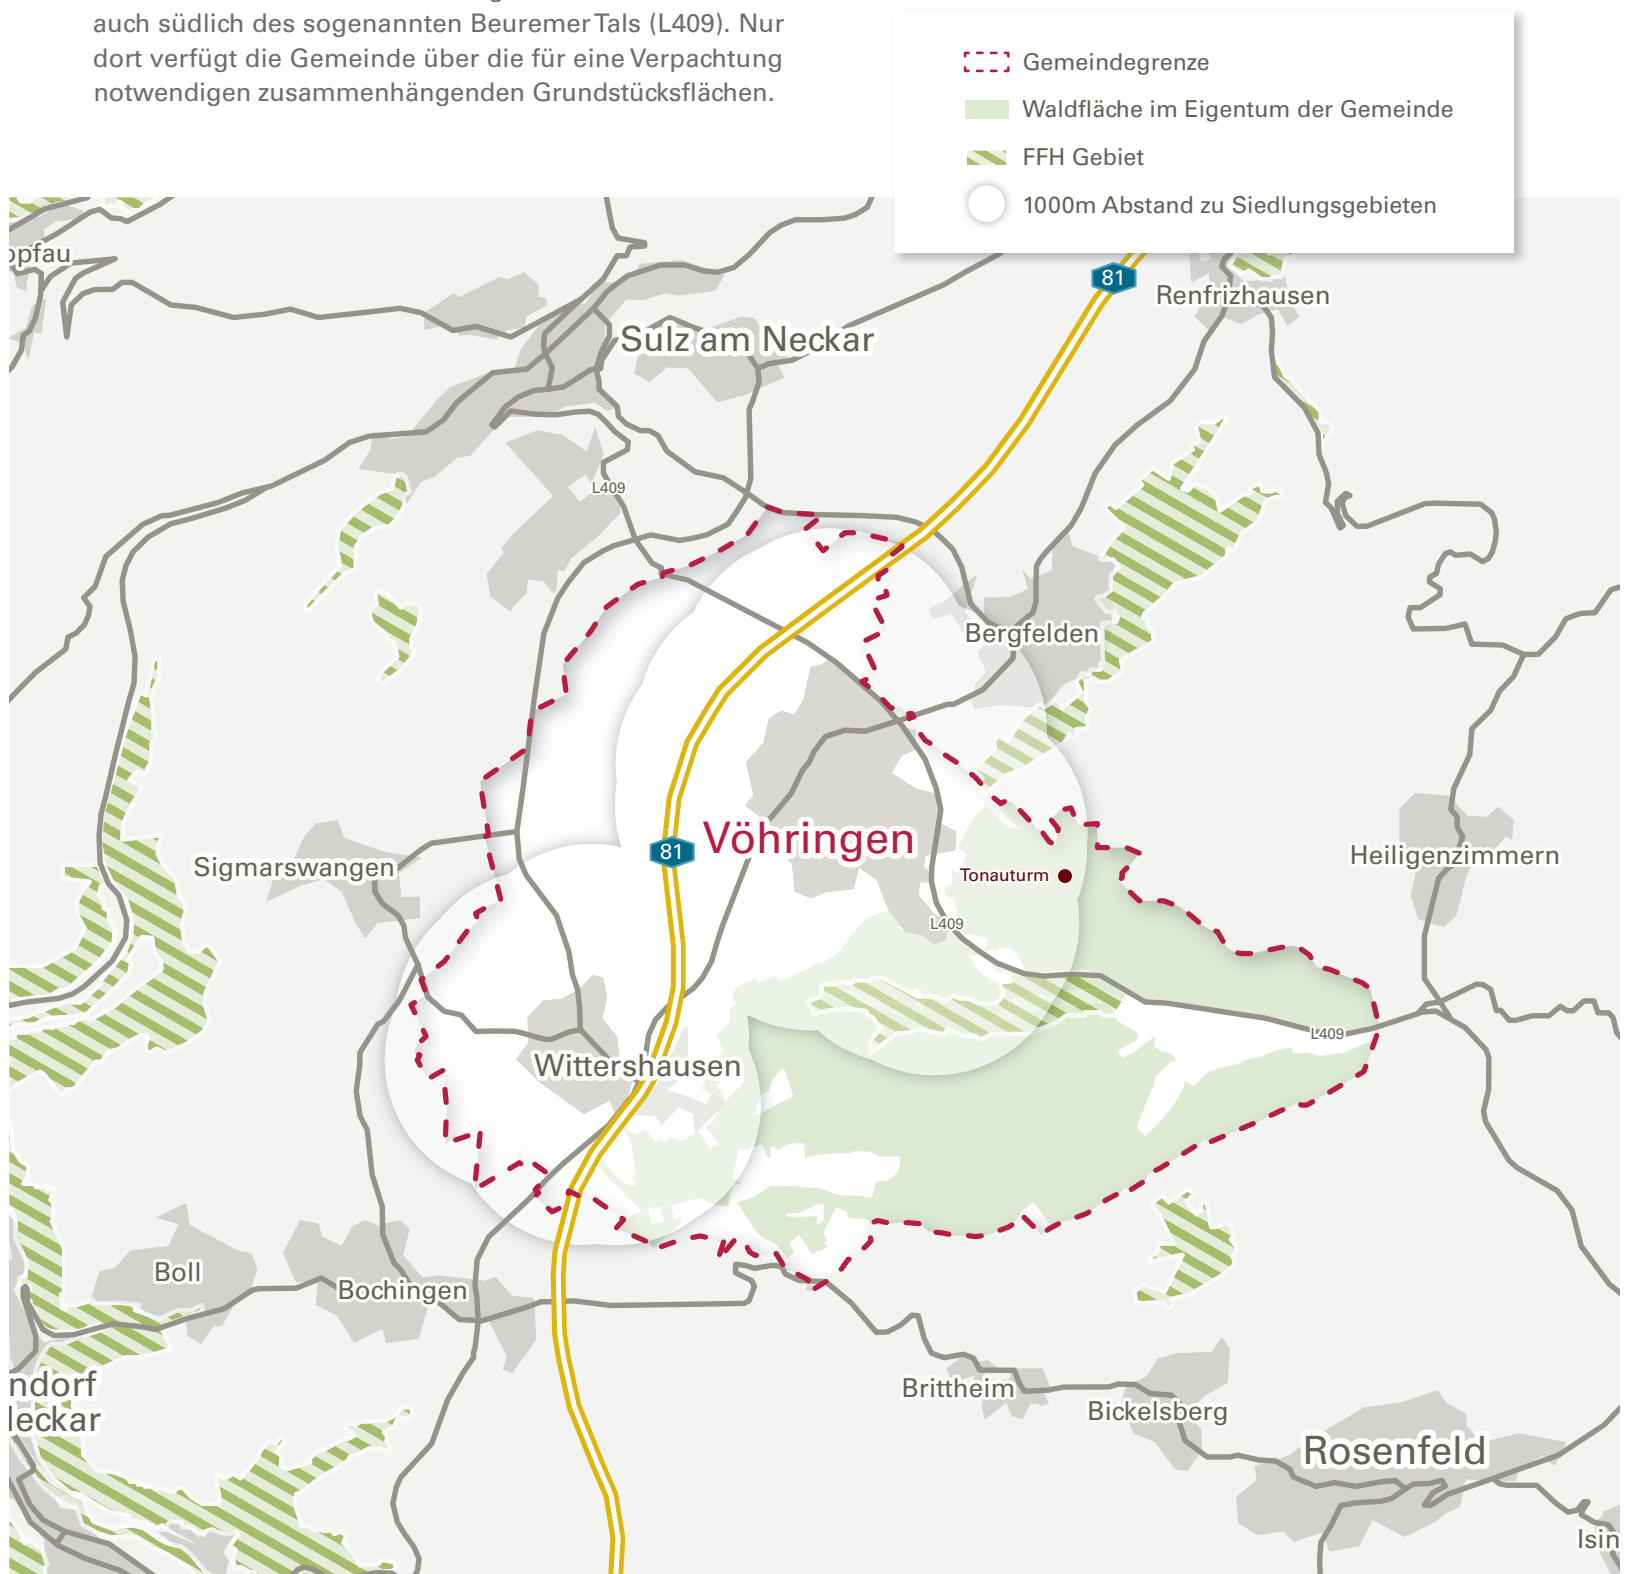 auch südlich des sogenannten Beuremer Tals (L409). Nur
dort verfügt die Gemeinde über die für eine Verpachtung
notwendigen zusammenhängenden Grundstücksflächen.
Gemeindegrenze
Waldfläche im Eigentum der Gemeinde
FFH Gebiet
1000m Abstand zu Siedlungsgebieten
opfau
81
Renfrizhausen
Sulz am Neckar
L409
Bergfelden
Vöhringen
81
Sigmarswangen
Heiligenzimmern
Tonauturm
L409
L409
Wittershausen
Boll
Bochingen
ndorf
Neckar
Brittheim
Bickelsberg
Rosenfeld
Isin